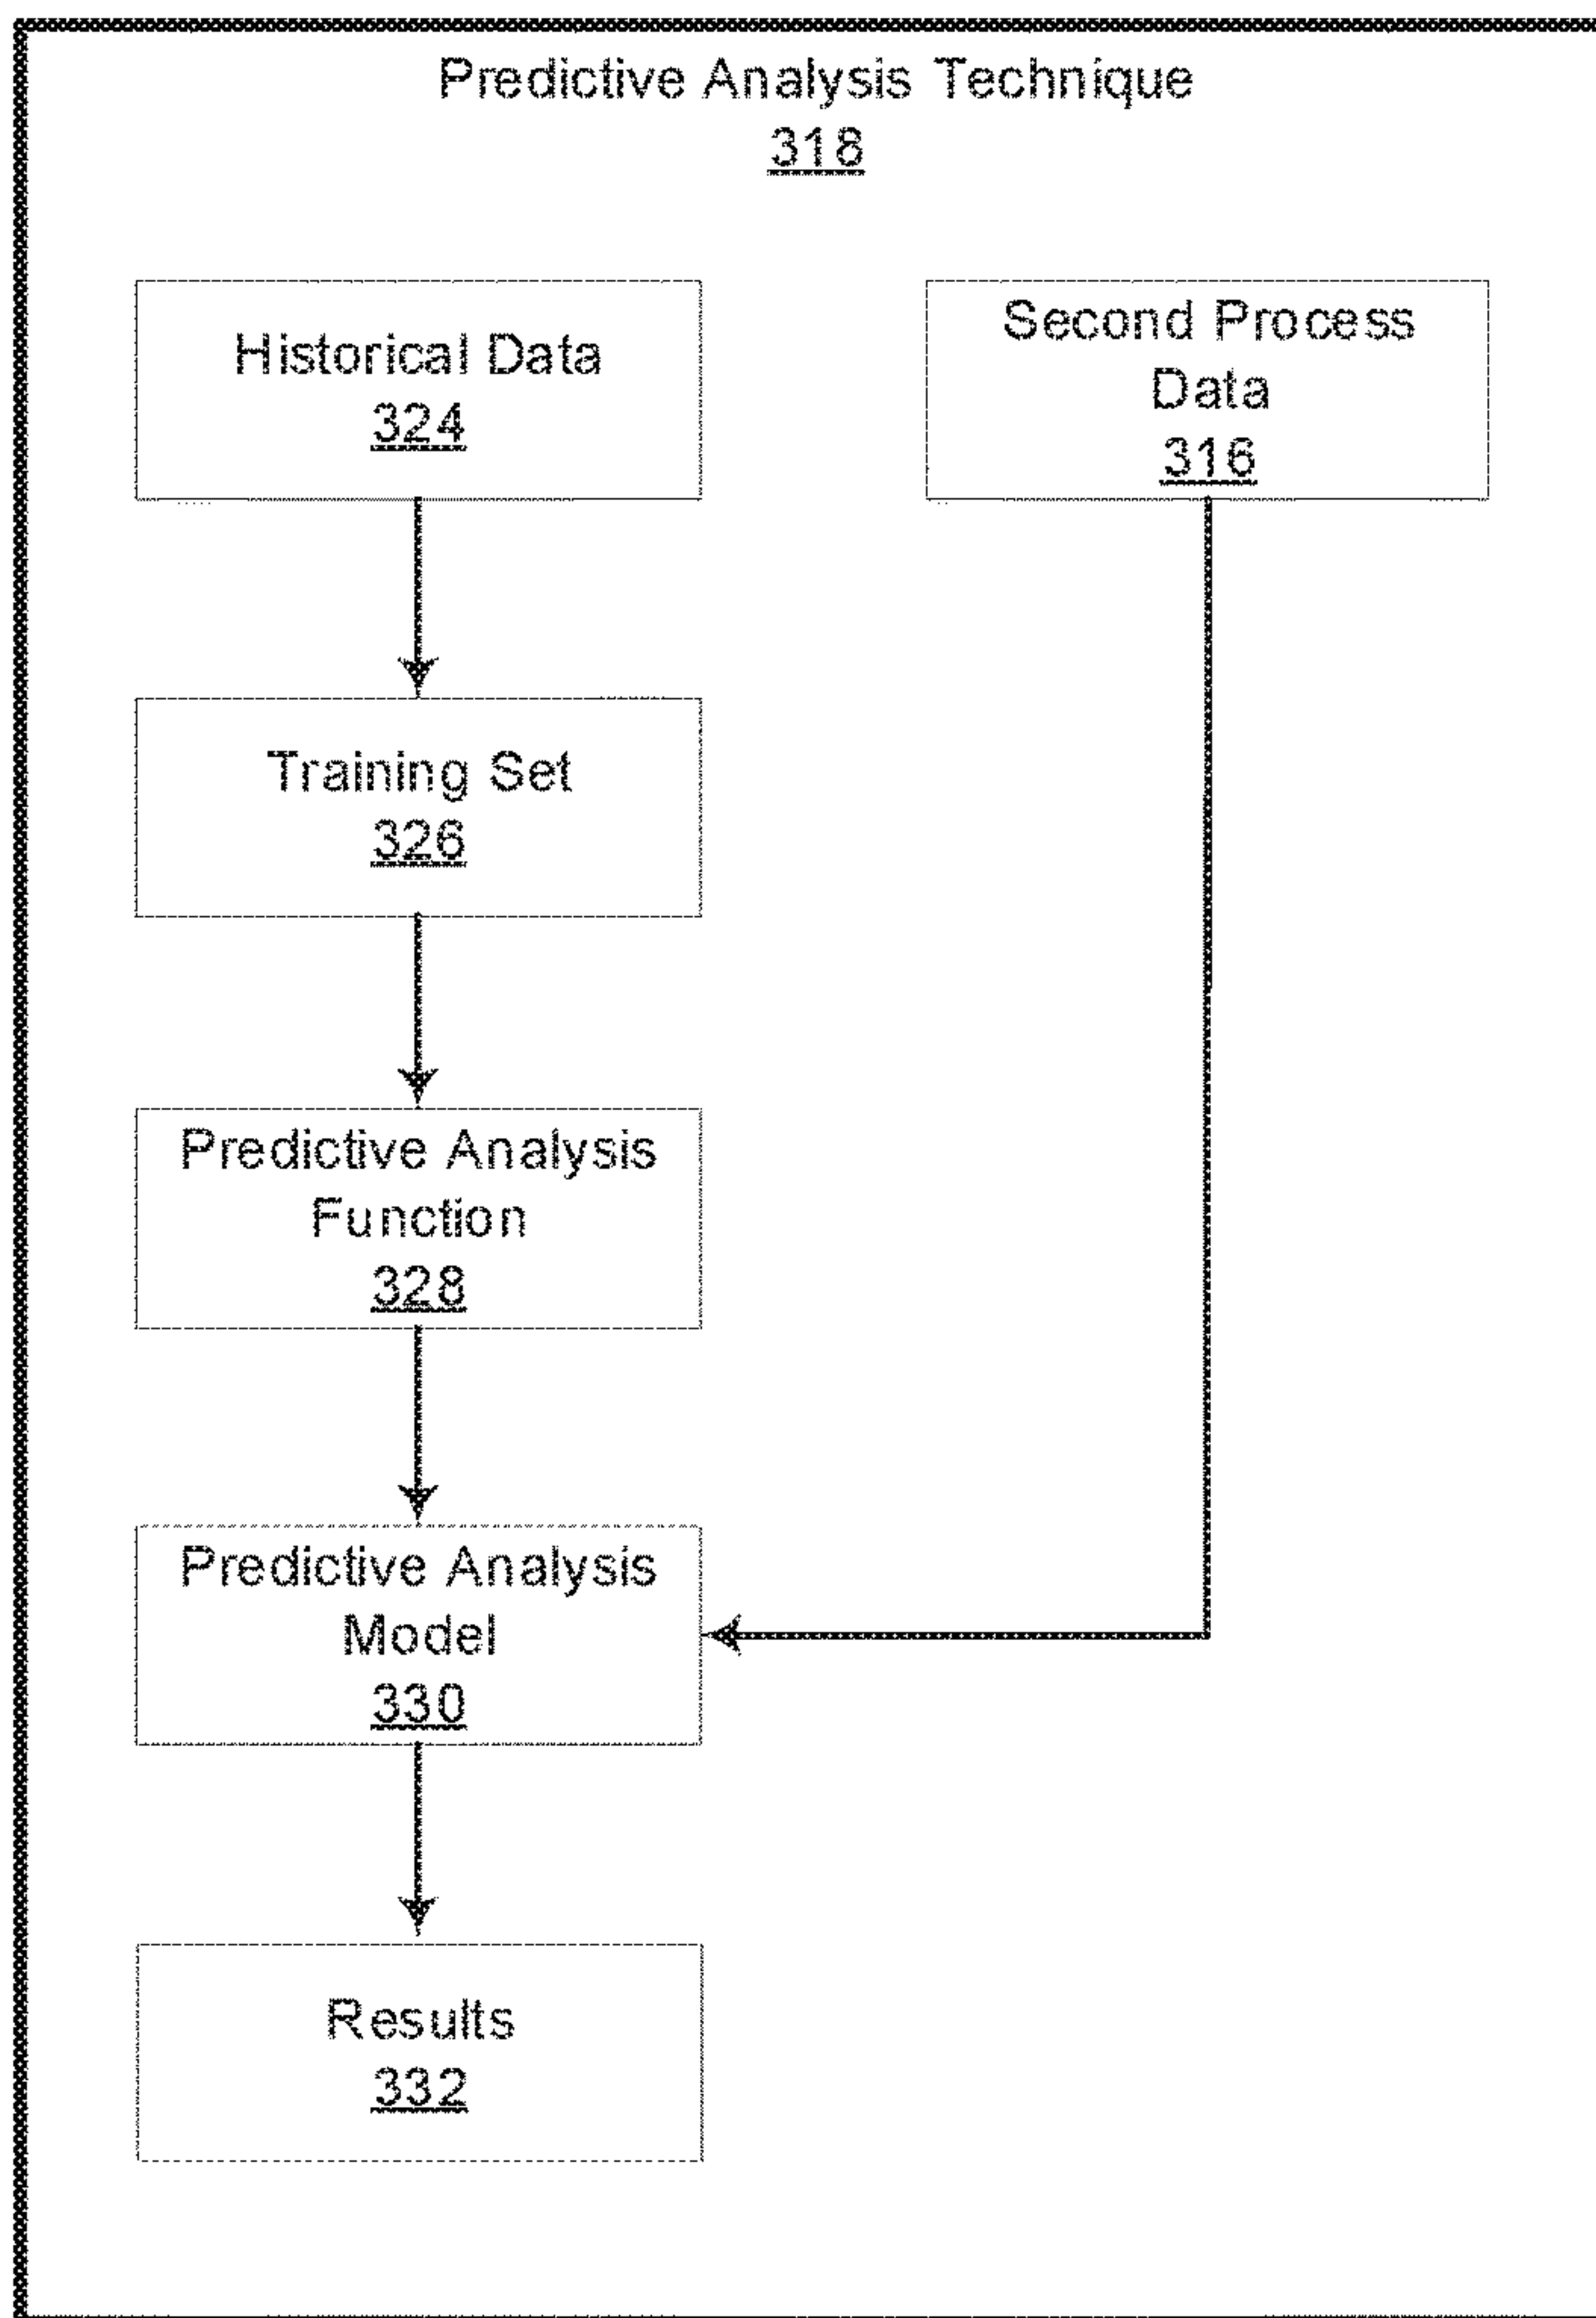 Predictive Analysis Technique
318
Historical Data
324
Second Process
Data
316
Training Set
326
Predictive Analysis
Function
328
Predictive Analysis
Model
330
Results
332